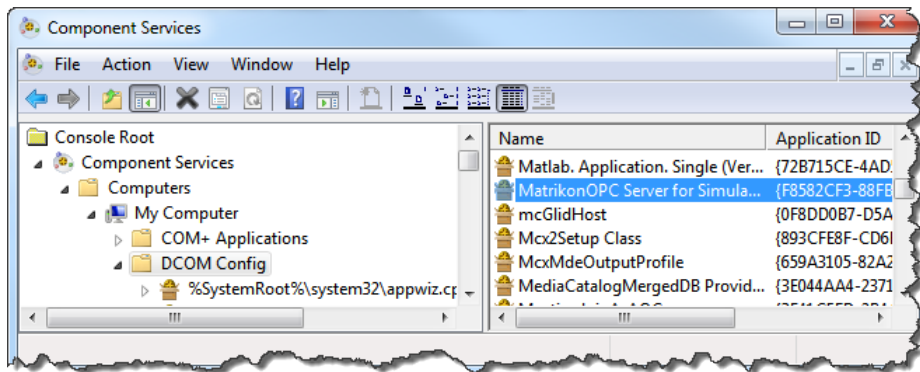 Component Services
File Action View Window Help
Console Root
Component Services
Computers
My Computer
COM+ Applications
DCOM Config
%SystemRoot%\system32\appwiz.cp
Name Application ID
Matlab. Application. Single (Ver... {72B715CE-4AD
MatrikonOPC Server for Simula... {F8582CF3-88FB
mcGlidHost {0F8DD0B7-D5A
Mcx2Setup Class {893CFE8F-CD6
McxMdeOutputProfile {659A3105-82A2
MediaCatalogMergedDB Provid... {3E044AA4-2371